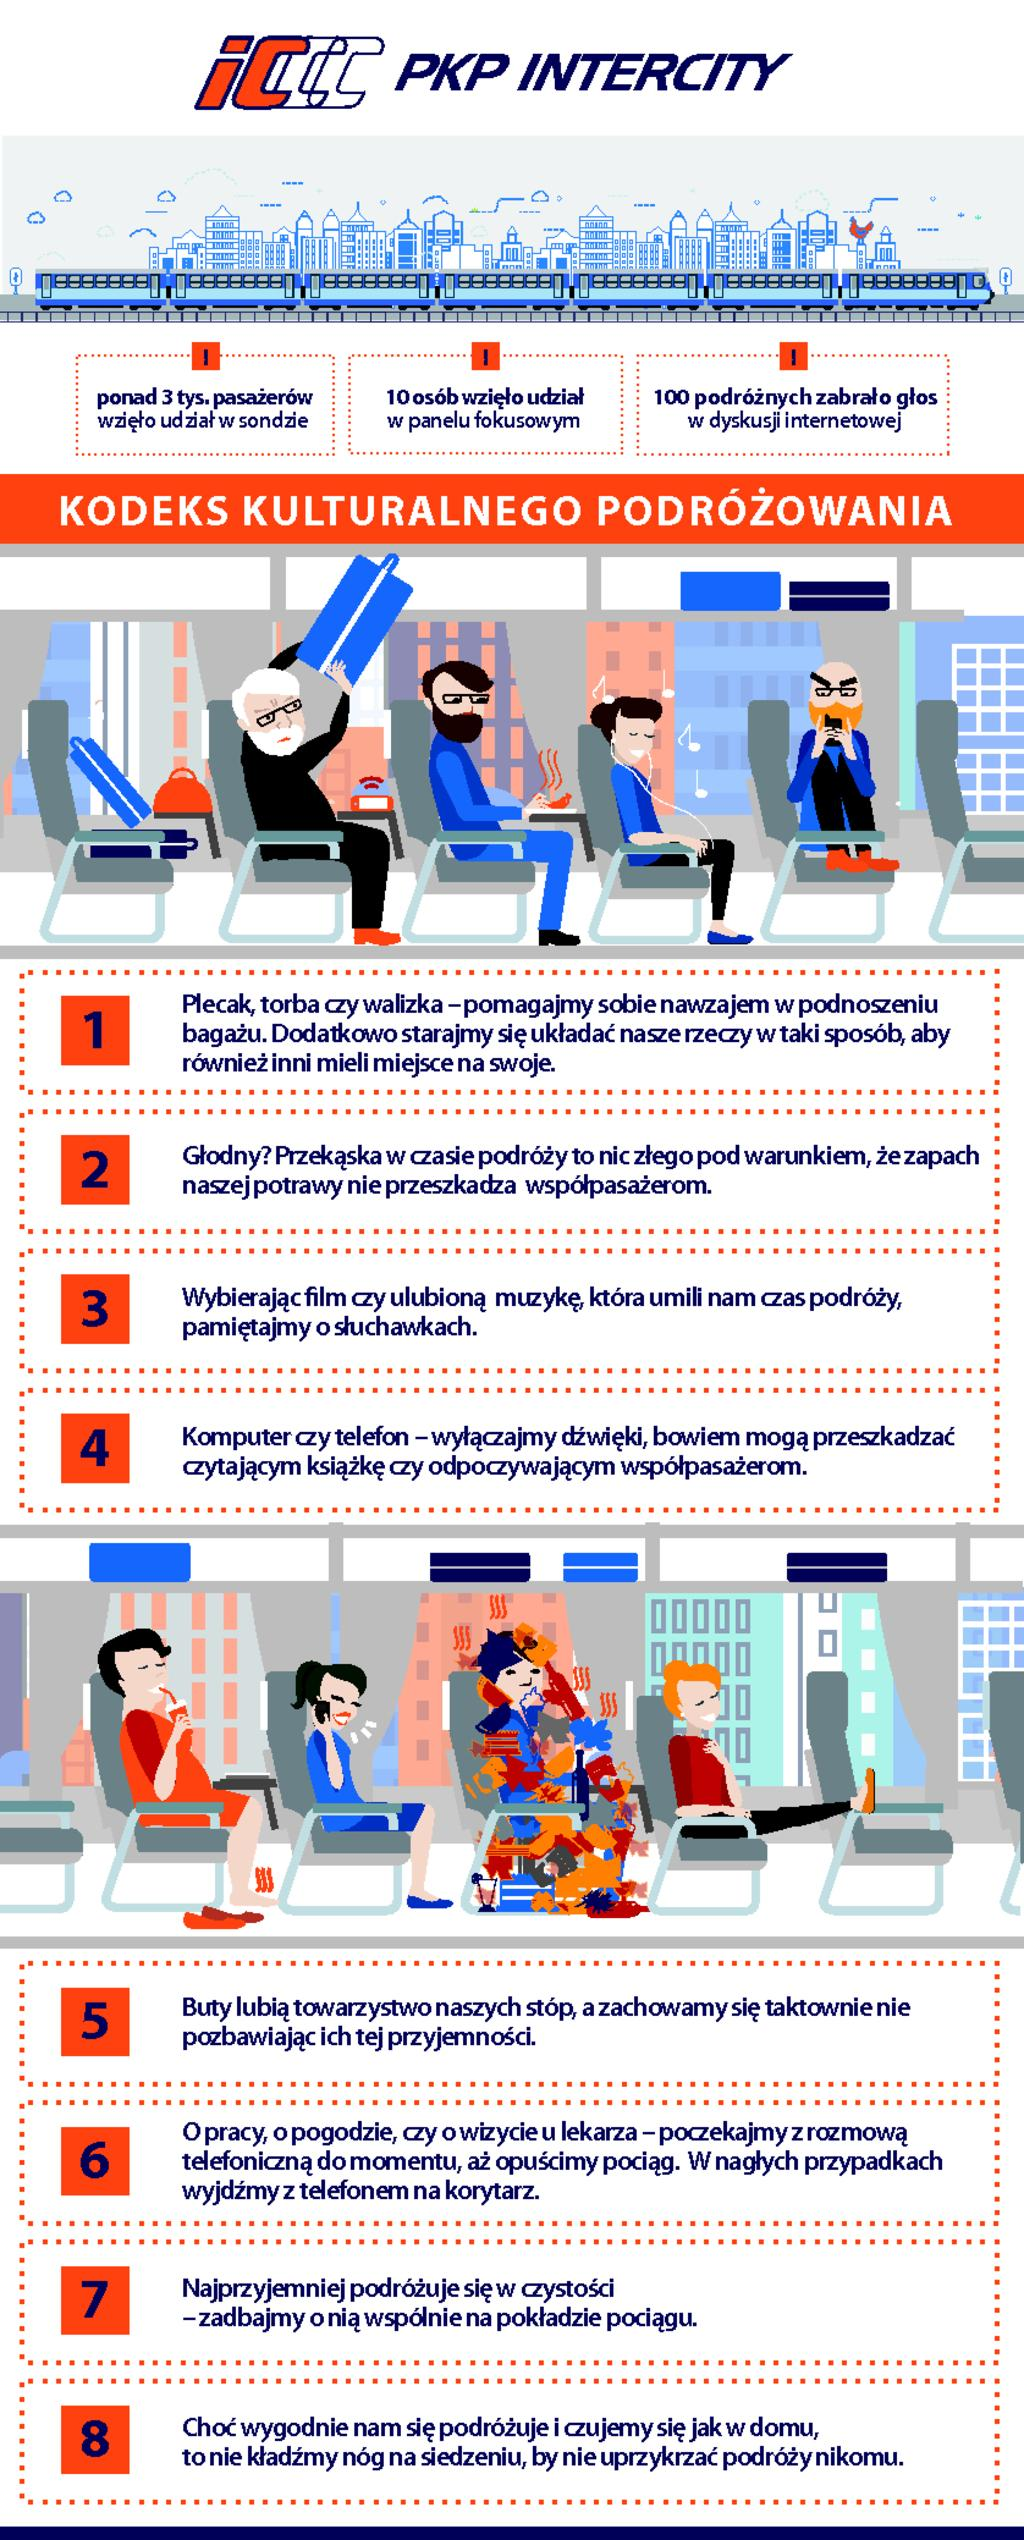 iCCC PKP INTERCITY
ponad 3 tys. pasażerów
wzięło udział w sondzie
10 osób wzięło udział
w panelu fokusowym
100 podróżnych zabrało głos
w dyskusji internetowej
KODEKS KULTURALNEGO PODRÓŻOWANIA
1
Plecak, torba czy walizka – pomagajmy sobie nawzajem w podnoszeniu
bagażu. Dodatkowo starajmy się układać nasze rzeczy w taki sposób, aby
również inni mieli miejsce na swoje.
2
Głodny? Przekąska w czasie podróży to nic złego pod warunkiem, że zapach
naszej potrawy nie przeszkadza współpasażerom.
3
Wybierając film czy ulubioną muzykę, która umili nam czas podróży,
pamiętajmy o słuchawkach.
4
Komputer czy telefon – wyłączajmy dźwięki, bowiem mogą przeszkadzać
czytającym książkę czy odpoczywającym współpasażerom.
5
Buty lubią towarzystwo naszych stóp, a zachowamy się taktownie nie
pozbawiając ich tej przyjemności.
6
O pracy, o pogodzie, czy o wizycie u lekarza – poczekajmy z rozmową
telefoniczną do momentu, aż opuścimy pociąg. W nagłych przypadkach
wyjdźmy z telefonem na korytarz.
7
Najprzyjemniej podróżuje się w czystości
– zadbajmy o nią wspólnie na pokładzie pociągu.
8
Choć wygodnie nam się podróżuje i czujemy się jak w domu,
to nie kładźmy nóg na siedzeniu, by nie uprzykrzać podróży nikomu.